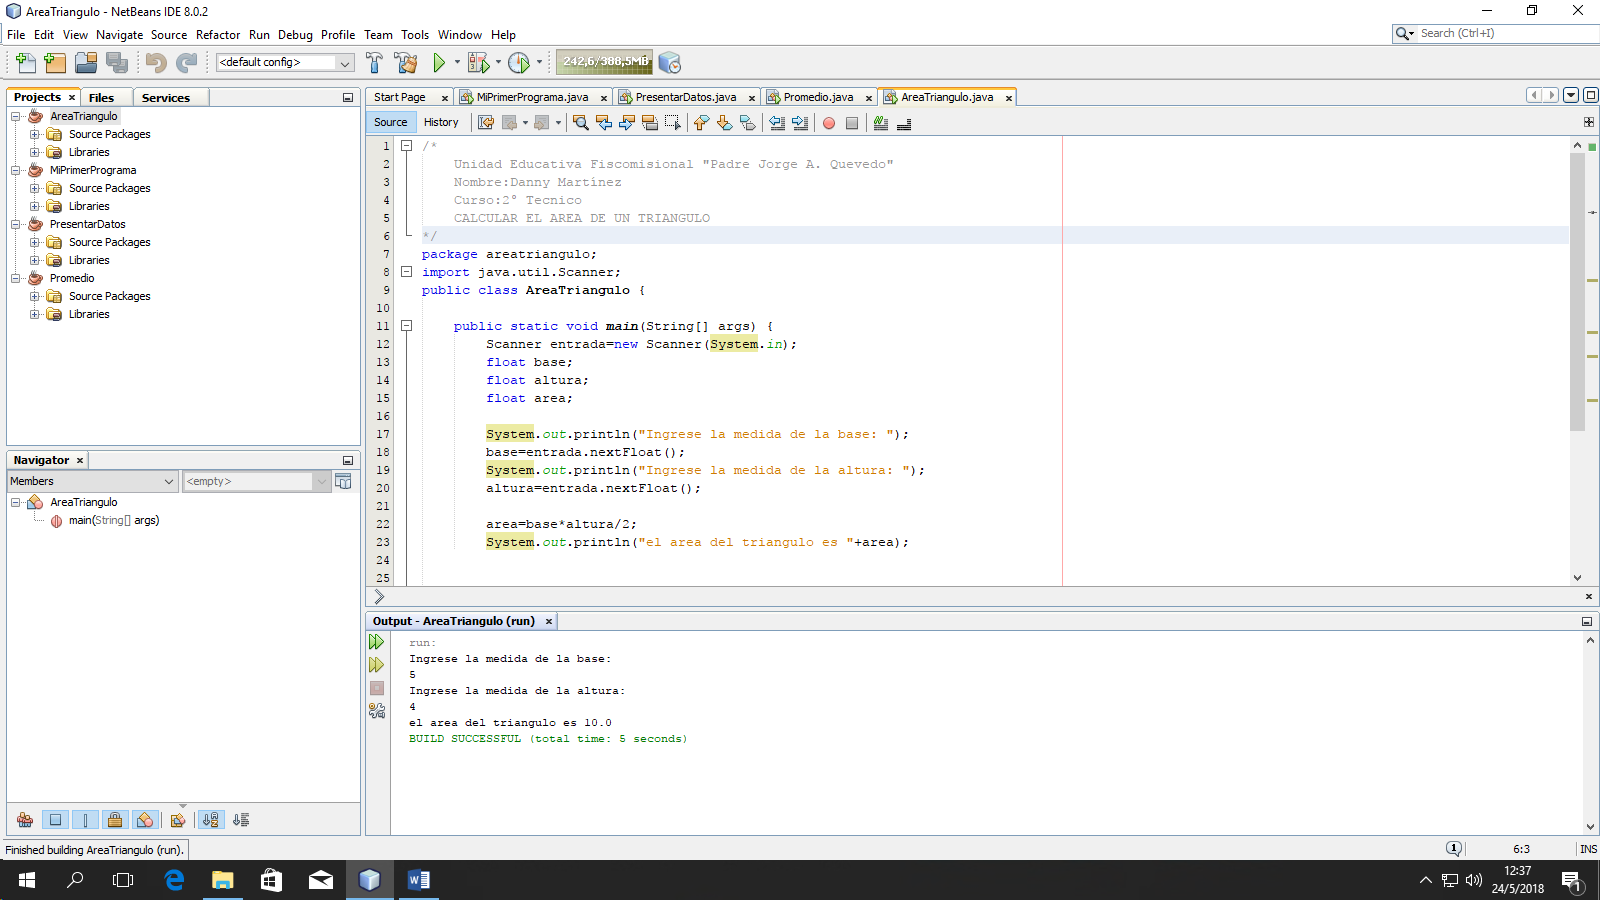 AreaTriangulo - NetBeans IDE 8.0.2
File Edit View Navigate Source Refactor Run Debug Profile Team Tools Window Help
Search (Ctrl+I)
<default config>
242,6/388,5MB
Projects
Files
Services
AreaTriangulo
Source Packages
Libraries
MiPrimerPrograma
Source Packages
Libraries
PresentarDatos
Source Packages
Libraries
Promedio
Source Packages
Libraries
Navigator
Members
<empty>
AreaTriangulo
main(String[] args)
Start Page
MiPrimerPrograma.java
PresentarDatos.java
Promedio.java
AreaTriangulo.java
Source
History
1 /*
2 Unidad Educativa Fiscomisional "Padre Jorge A. Quevedo"
3 Nombre:Danny Martínez
4 Curso:2° Tecnico
5 CALCULAR EL AREA DE UN TRIANGULO
6 */
7 package areatriangulo;
8 import java.util.Scanner;
9 public class AreaTriangulo {
10
11 public static void main(String[] args) {
12 Scanner entrada=new Scanner(System.in);
13 float base;
14 float altura;
15 float area;
16
17 System.out.println("Ingrese la medida de la base: ");
18 base=entrada.nextFloat();
19 System.out.println("Ingrese la medida de la altura: ");
20 altura=entrada.nextFloat();
21
22 area=base*altura/2;
23 System.out.println("el area del triangulo es "+area);
24
25
Output - AreaTriangulo (run)
run:
Ingrese la medida de la base:
5
Ingrese la medida de la altura:
4
el area del triangulo es 10.0
BUILD SUCCESSFUL (total time: 5 seconds)
Finished building AreaTriangulo (run).
1
6:3
INS
12:37
24/5/2018
1